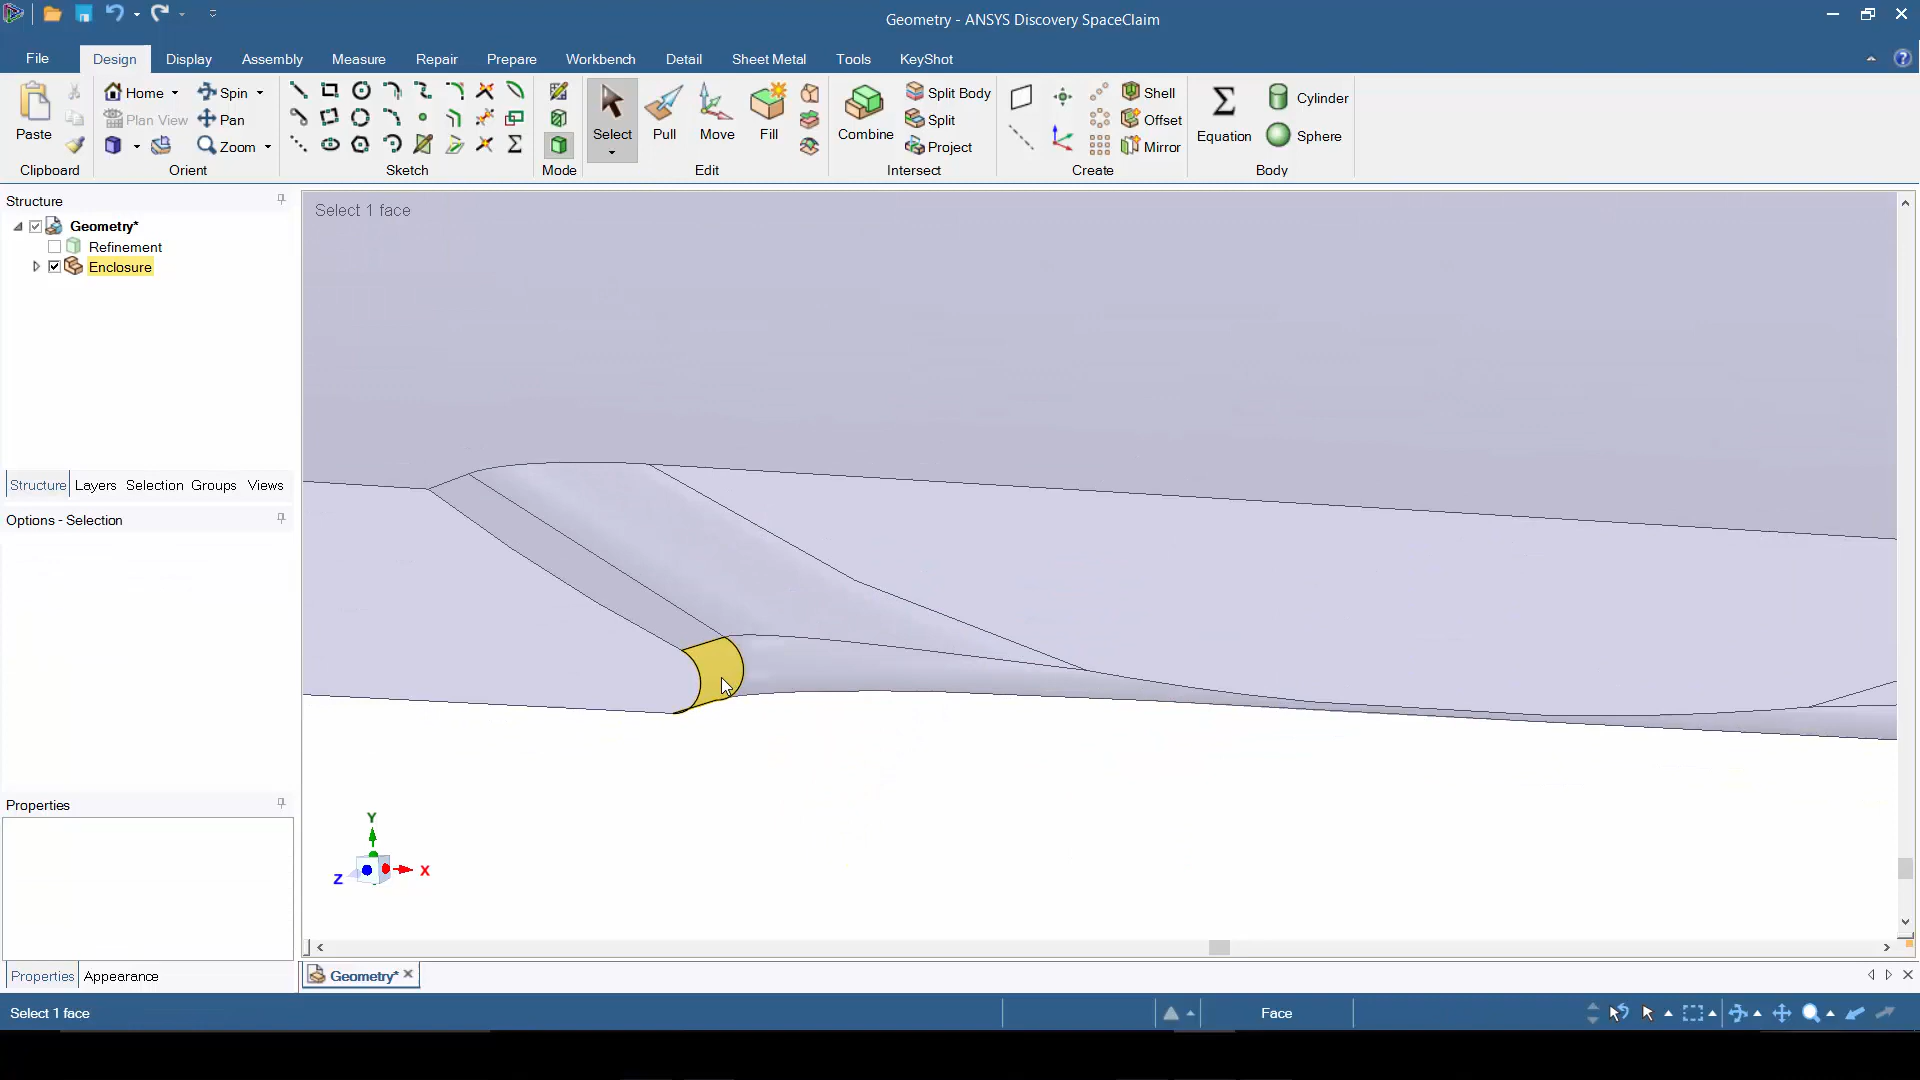 Geometry - ANSYS Discovery SpaceClaim
File Design Display Assembly Measure Repair Prepare Workbench Detail Sheet Metal Tools KeyShot
Paste
Clipboard
Home Spin
Plan View Pan
Zoom
Orient
Sketch
Mode
Select Pull Move Fill
Edit
Combine
Split Body
Split
Project
Intersect
Shell
Offset
Mirror
Create
Equation
Cylinder
Sphere
Body
Structure
Geometry*
Refinement
Enclosure
Structure Layers Selection Groups Views
Options - Selection
Properties
Properties Appearance
Select 1 face
Y
Z
X
Geometry*
Select 1 face
Face